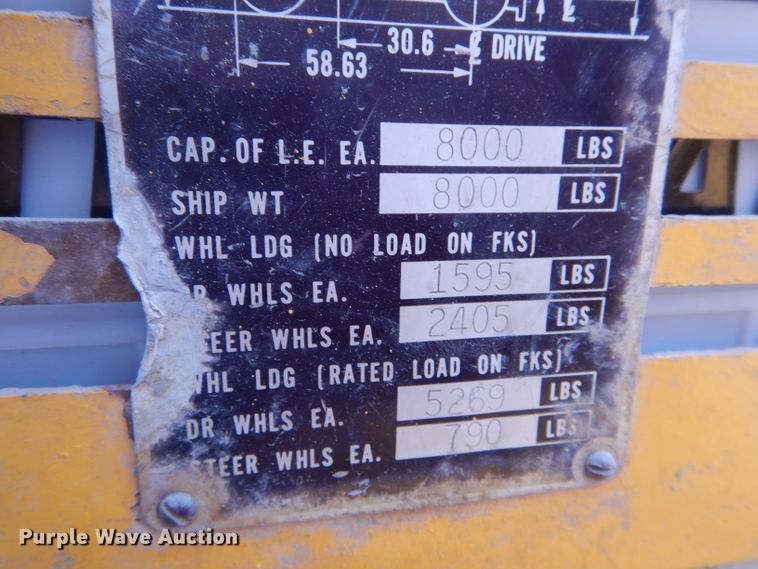 30.6 ℄ DRIVE
58.63
CAP. OF L.E. EA. 8000 LBS
SHIP WT 8000 LBS
WHL LDG (NO LOAD ON FKS)
DR WHLS EA. 1595 LBS
STEER WHLS EA. 2405 LBS
WHL LDG (RATED LOAD ON FKS)
DR WHLS EA. 5269 LBS
STEER WHLS EA. 790 LBS
Purple Wave Auction